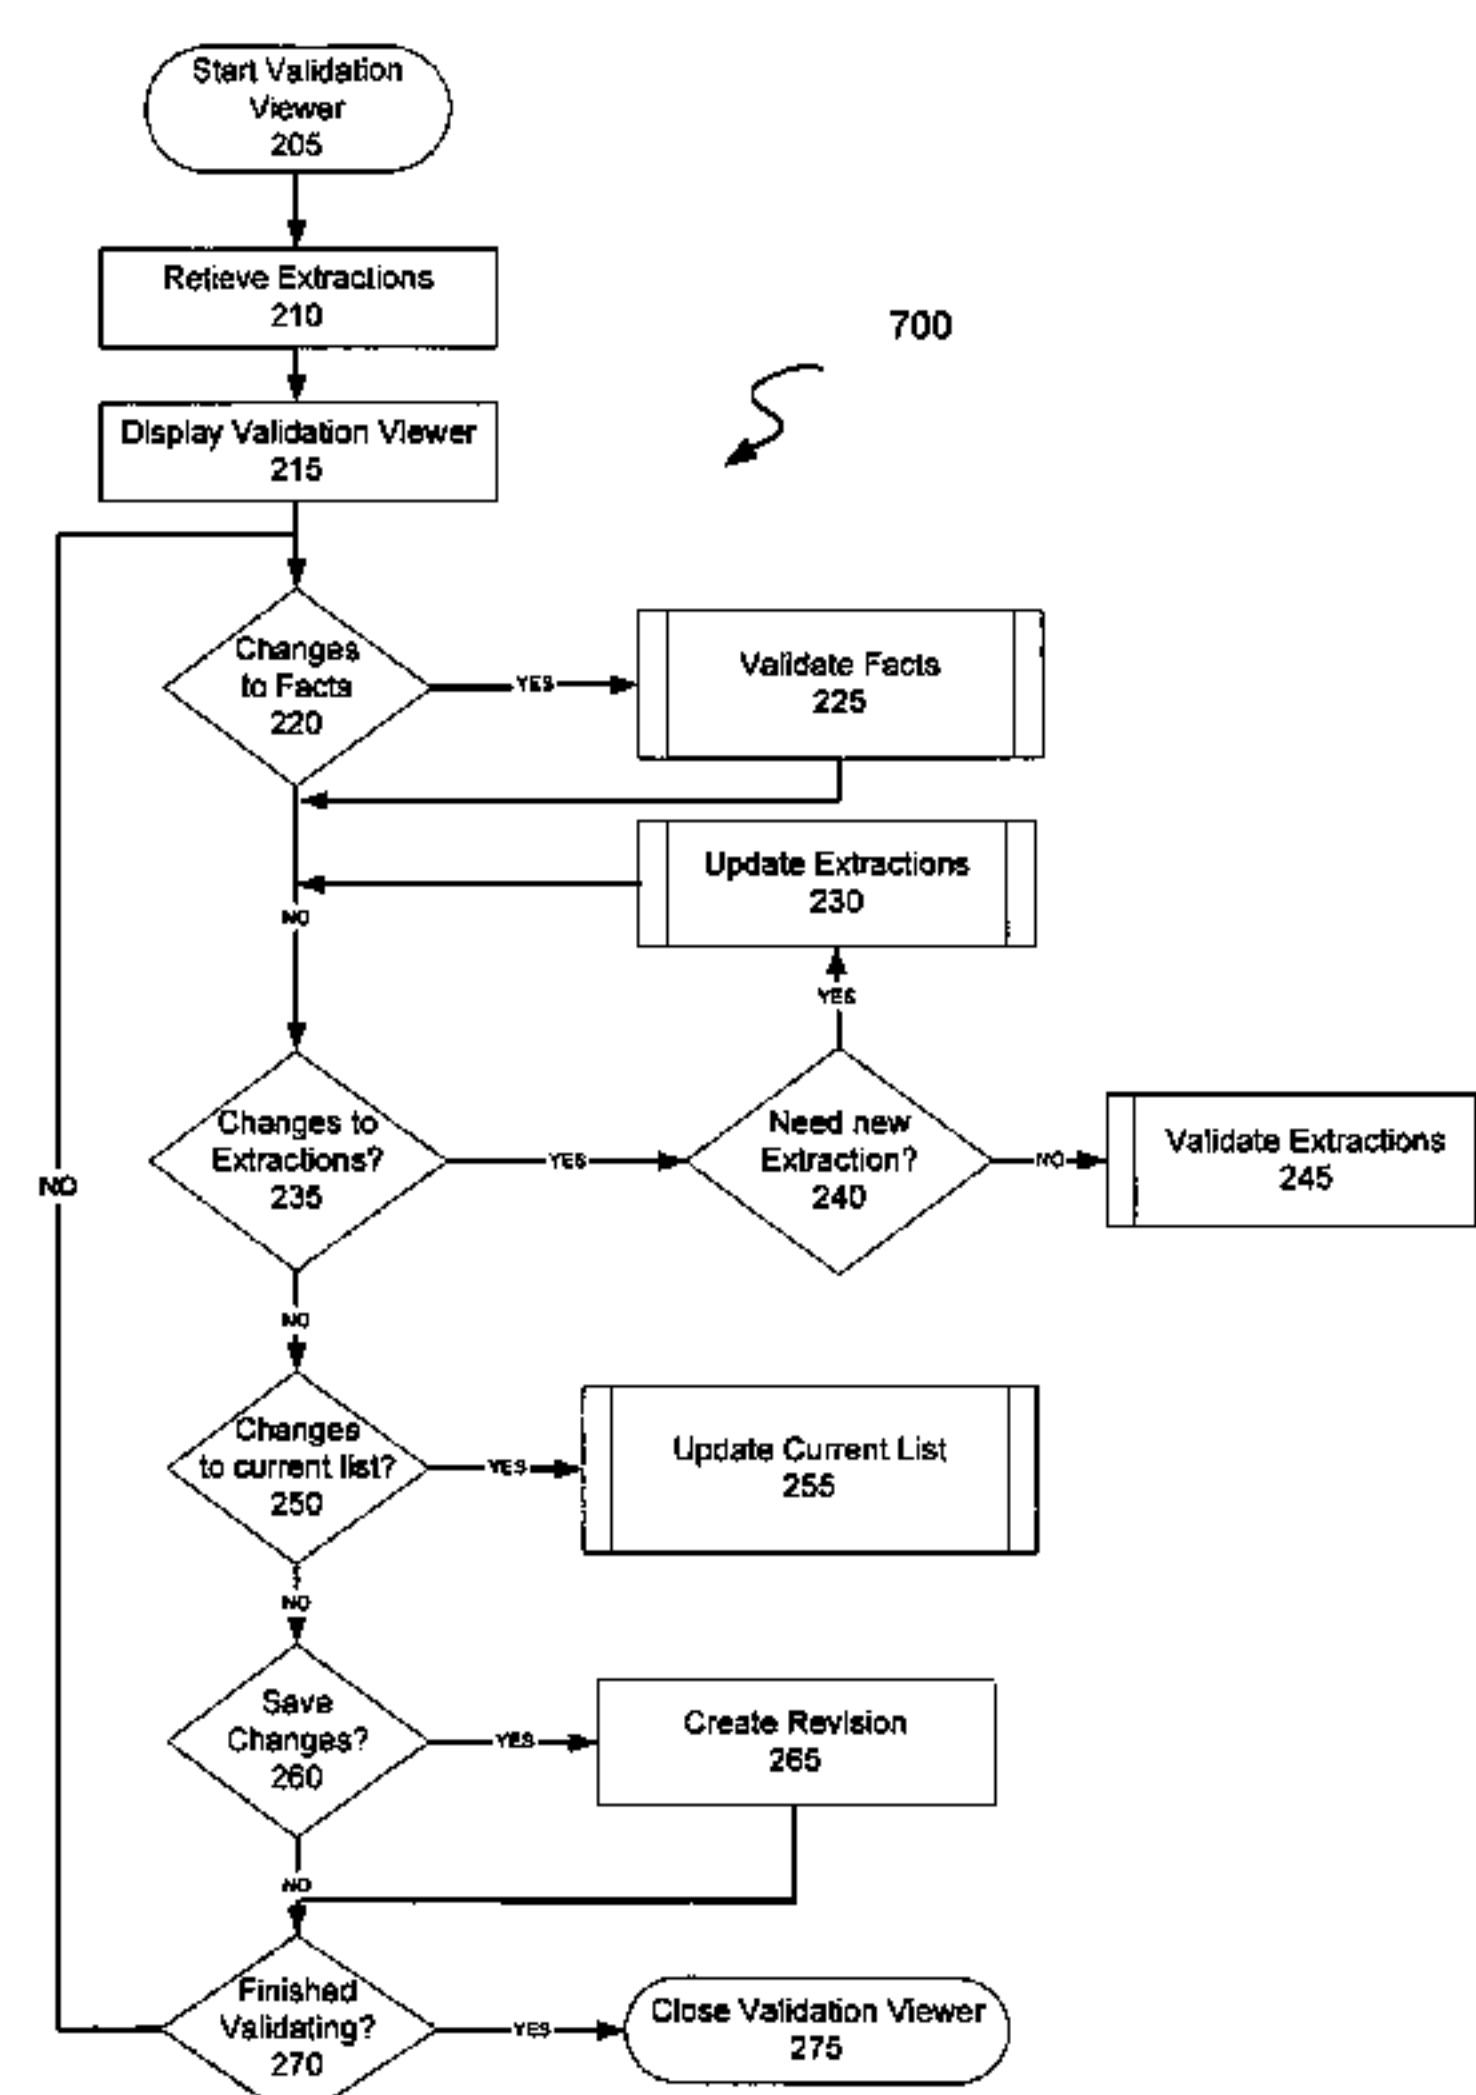 Start Validation
Viewer
205
Retieve Extractions
210
700
Display Validation Viewer
215
Changes
to Facts
220
YES
Validate Facts
225
Update Extractions
230
NO
YES
Changes to
Extractions?
235
YES
Need new
Extraction?
240
NO
Validate Extractions
245
NO
NO
Changes
to current list?
250
YES
Update Current List
255
NO
Save
Changes?
260
YES
Create Revision
265
NO
Finished
Validating?
270
YES
Close Validation Viewer
275